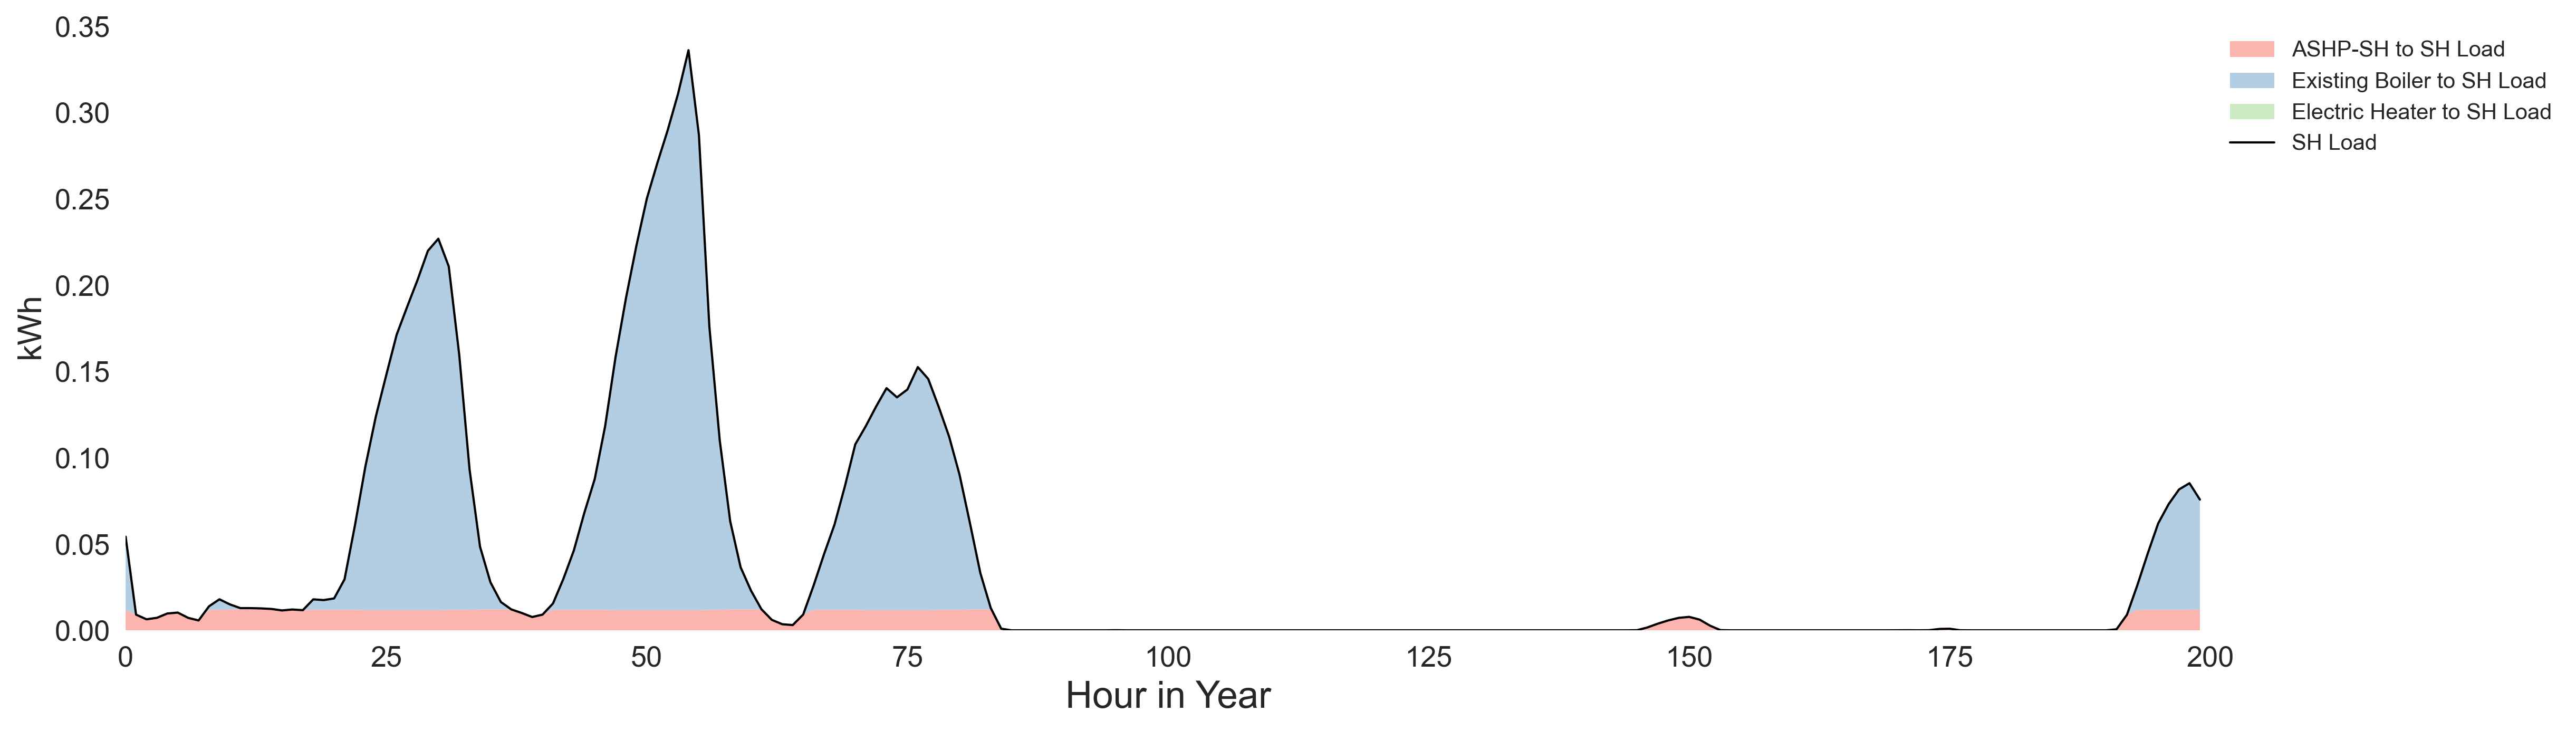 0.35
0.30
0.25
0.20
0.15
0.10
0.05
0.00
kWh
0 25 50 75 100 125 150 175 200
Hour in Year
ASHP-SH to SH Load
Existing Boiler to SH Load
Electric Heater to SH Load
SH Load